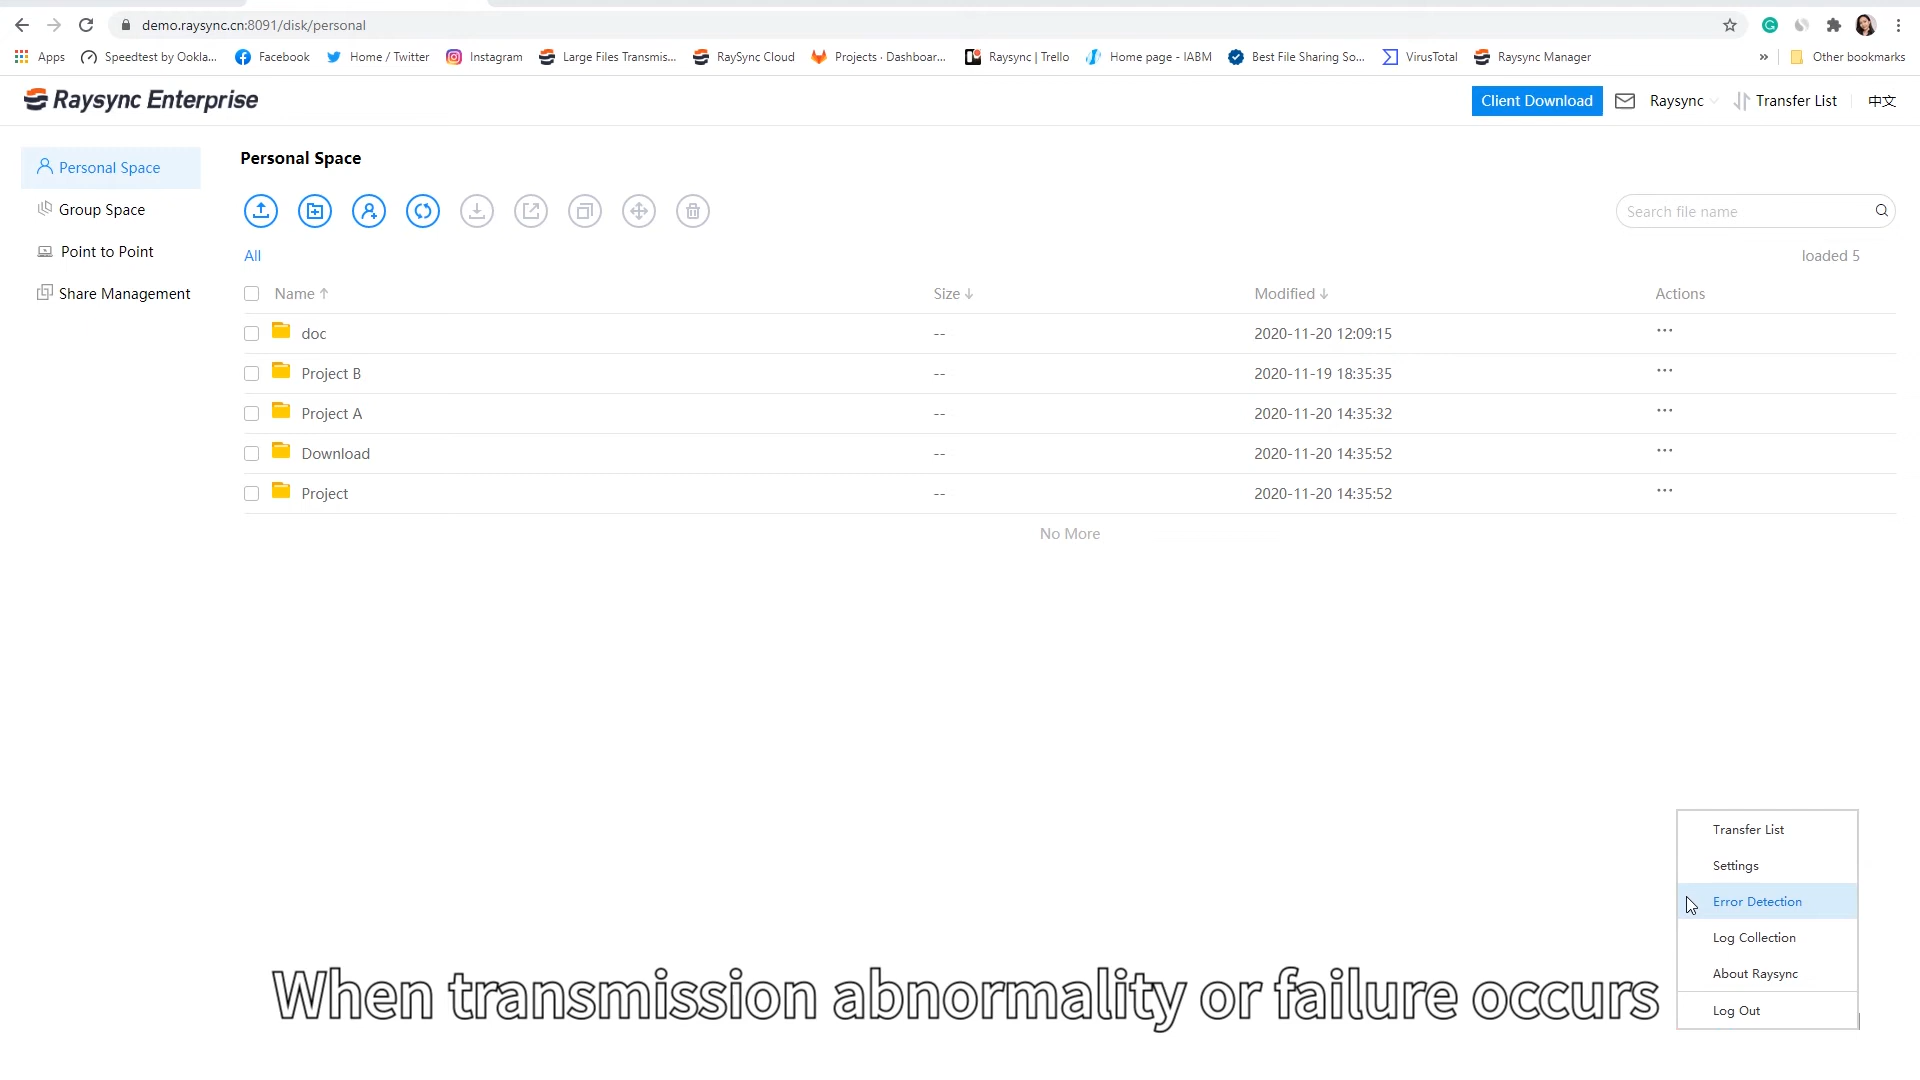 demo.raysync.cn:8091/disk/personal
Apps Speedtest by Ookla... Facebook Home / Twitter Instagram Large Files Transmis... RaySync Cloud Projects · Dashboar... Raysync | Trello Home page - IABM Best File Sharing So... VirusTotal Raysync Manager » Other bookmarks
Raysync Enterprise
Client Download Raysync Transfer List 中文
Personal Space
Group Space
Point to Point
Share Management
Personal Space
Search file name
All loaded 5
Name Size Modified Actions
doc -- 2020-11-20 12:09:15 ...
Project B -- 2020-11-19 18:35:35 ...
Project A -- 2020-11-20 14:35:32 ...
Download -- 2020-11-20 14:35:52 ...
Project -- 2020-11-20 14:35:52 ...
No More
Transfer List
Settings
Error Detection
Log Collection
About Raysync
Log Out
When transmission abnormality or failure occurs